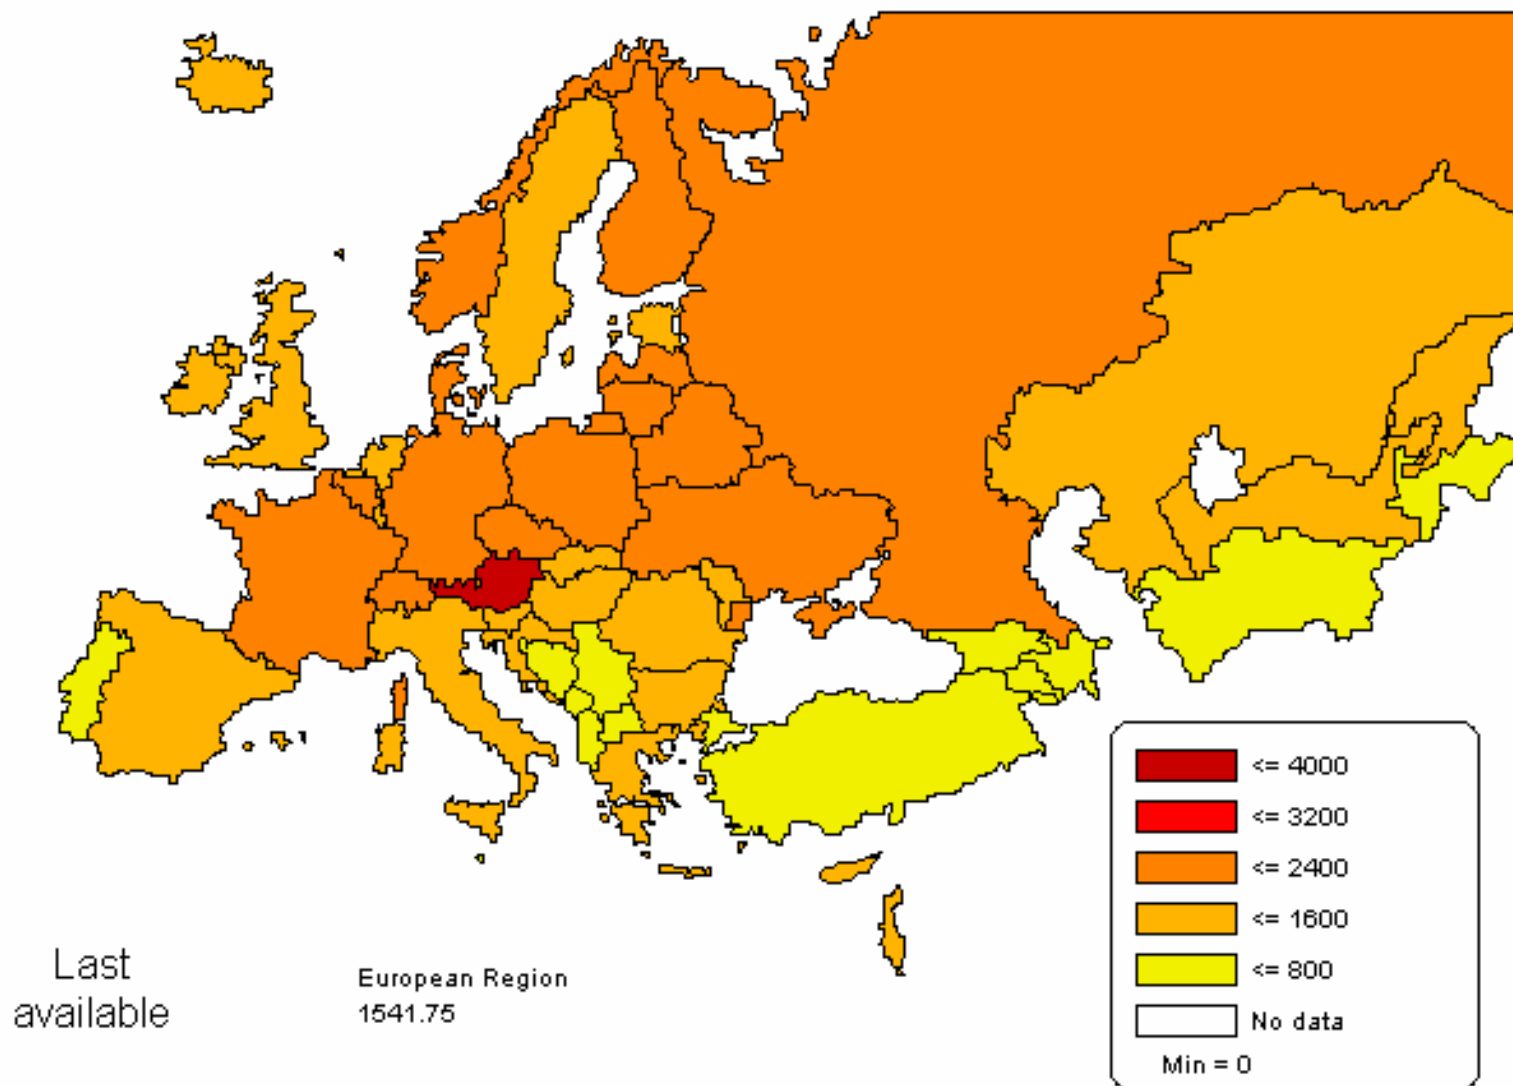 Last
available
European Region
1541.75
<= 4000
<= 3200
<= 2400
<= 1600
<= 800
No data
Min = 0